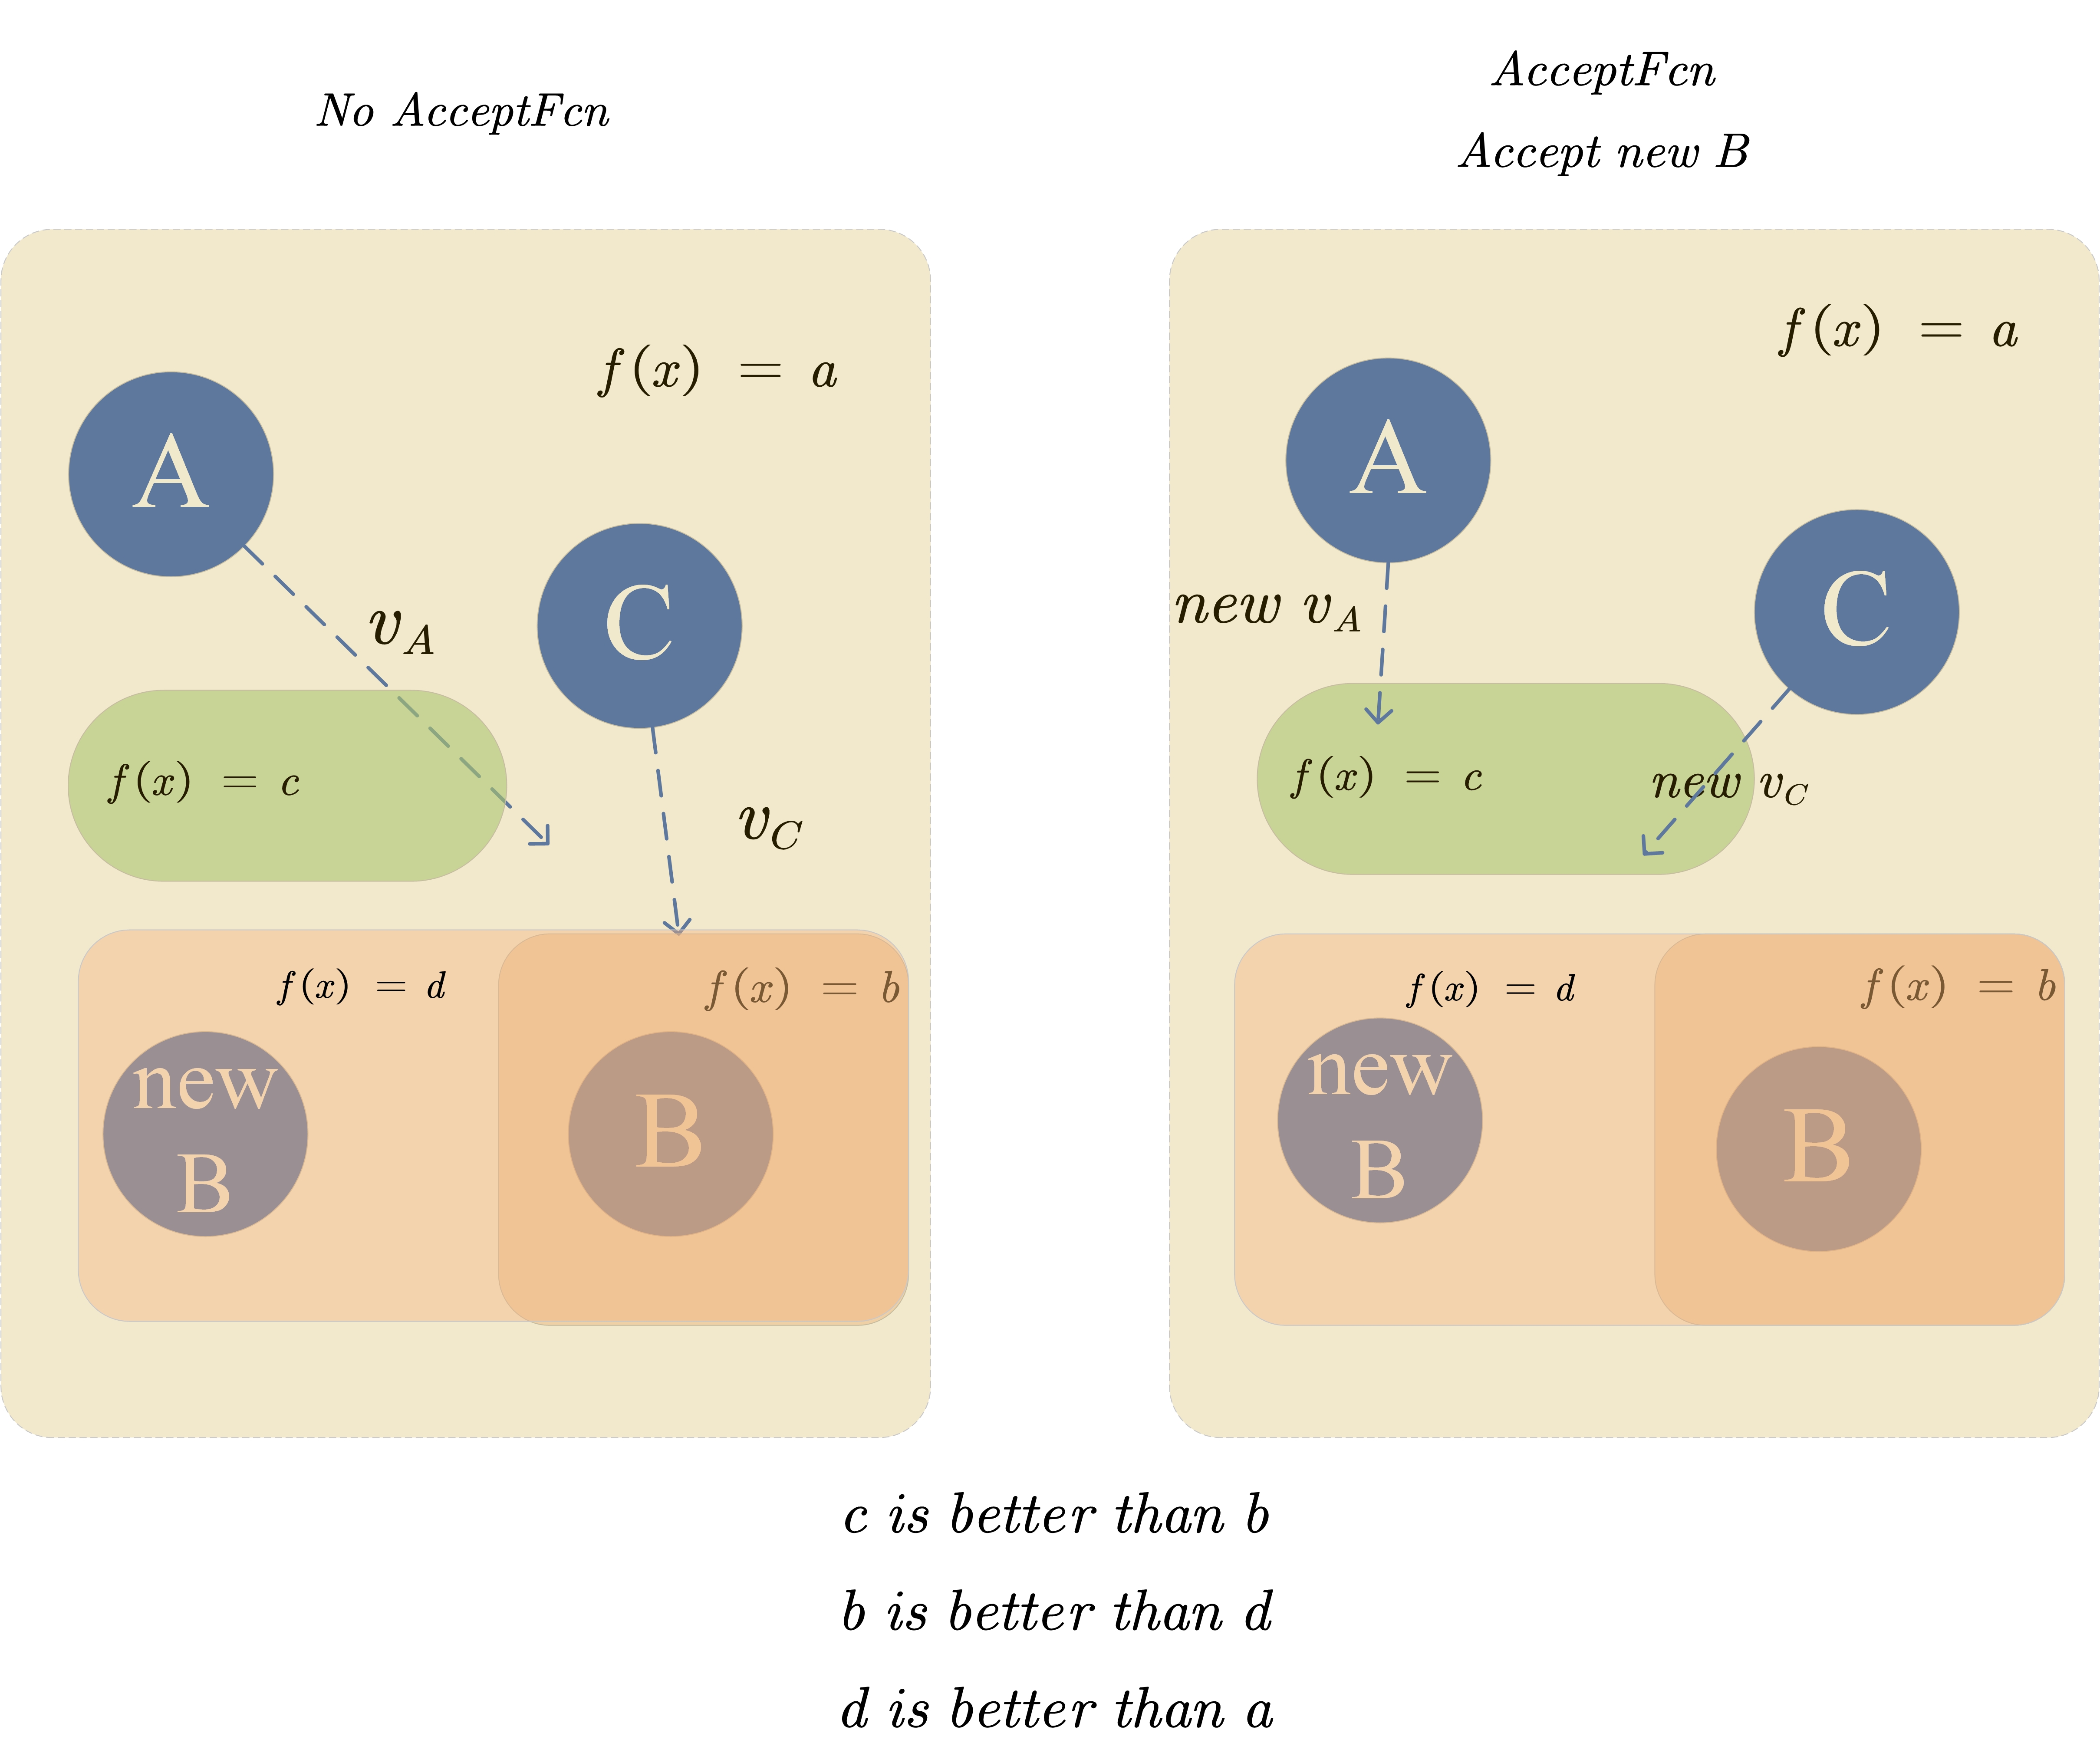 No AcceptFcn
f(x) = a
A
v_A
C
f(x) = c
v_C
f(x) = d
f(x) = b
new
B
B
AcceptFcn
Accept new B
f(x) = a
A
new v_A
C
f(x) = c
new v_C
f(x) = d
f(x) = b
new
B
B
c is better than b
b is better than d
d is better than a